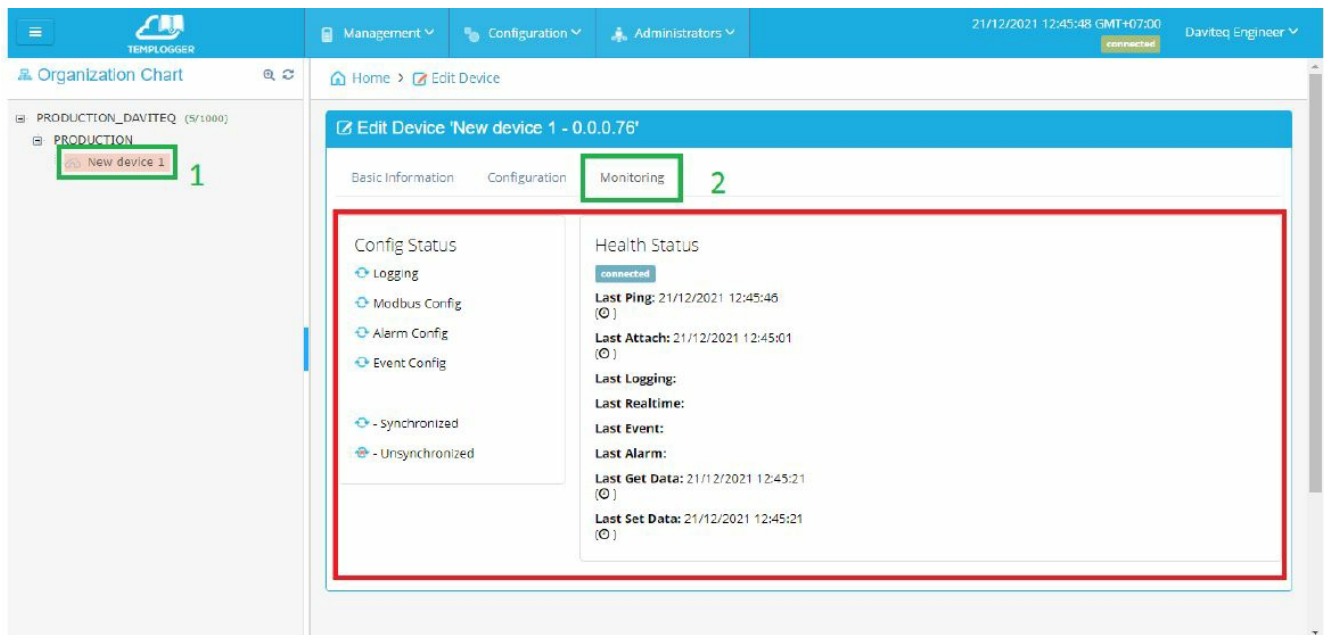 TEMPLOGGER
Management
Configuration
Administrators
21/12/2021 12:45:48 GMT+07:00
connected
Daviteq Engineer
Organization Chart
Home > Edit Device
PRODUCTION_DAVITEQ (5/1000)
PRODUCTION
New device 1
1
Edit Device 'New device 1 - 0.0.0.76'
Basic Information
Configuration
Monitoring
2
Config Status
Logging
Modbus Config
Alarm Config
Event Config
- Synchronized
- Unsynchronized
Health Status
connected
Last Ping: 21/12/2021 12:45:46
( )
Last Attach: 21/12/2021 12:45:01
( )
Last Logging:
Last Realtime:
Last Event:
Last Alarm:
Last Get Data: 21/12/2021 12:45:21
( )
Last Set Data: 21/12/2021 12:45:21
( )